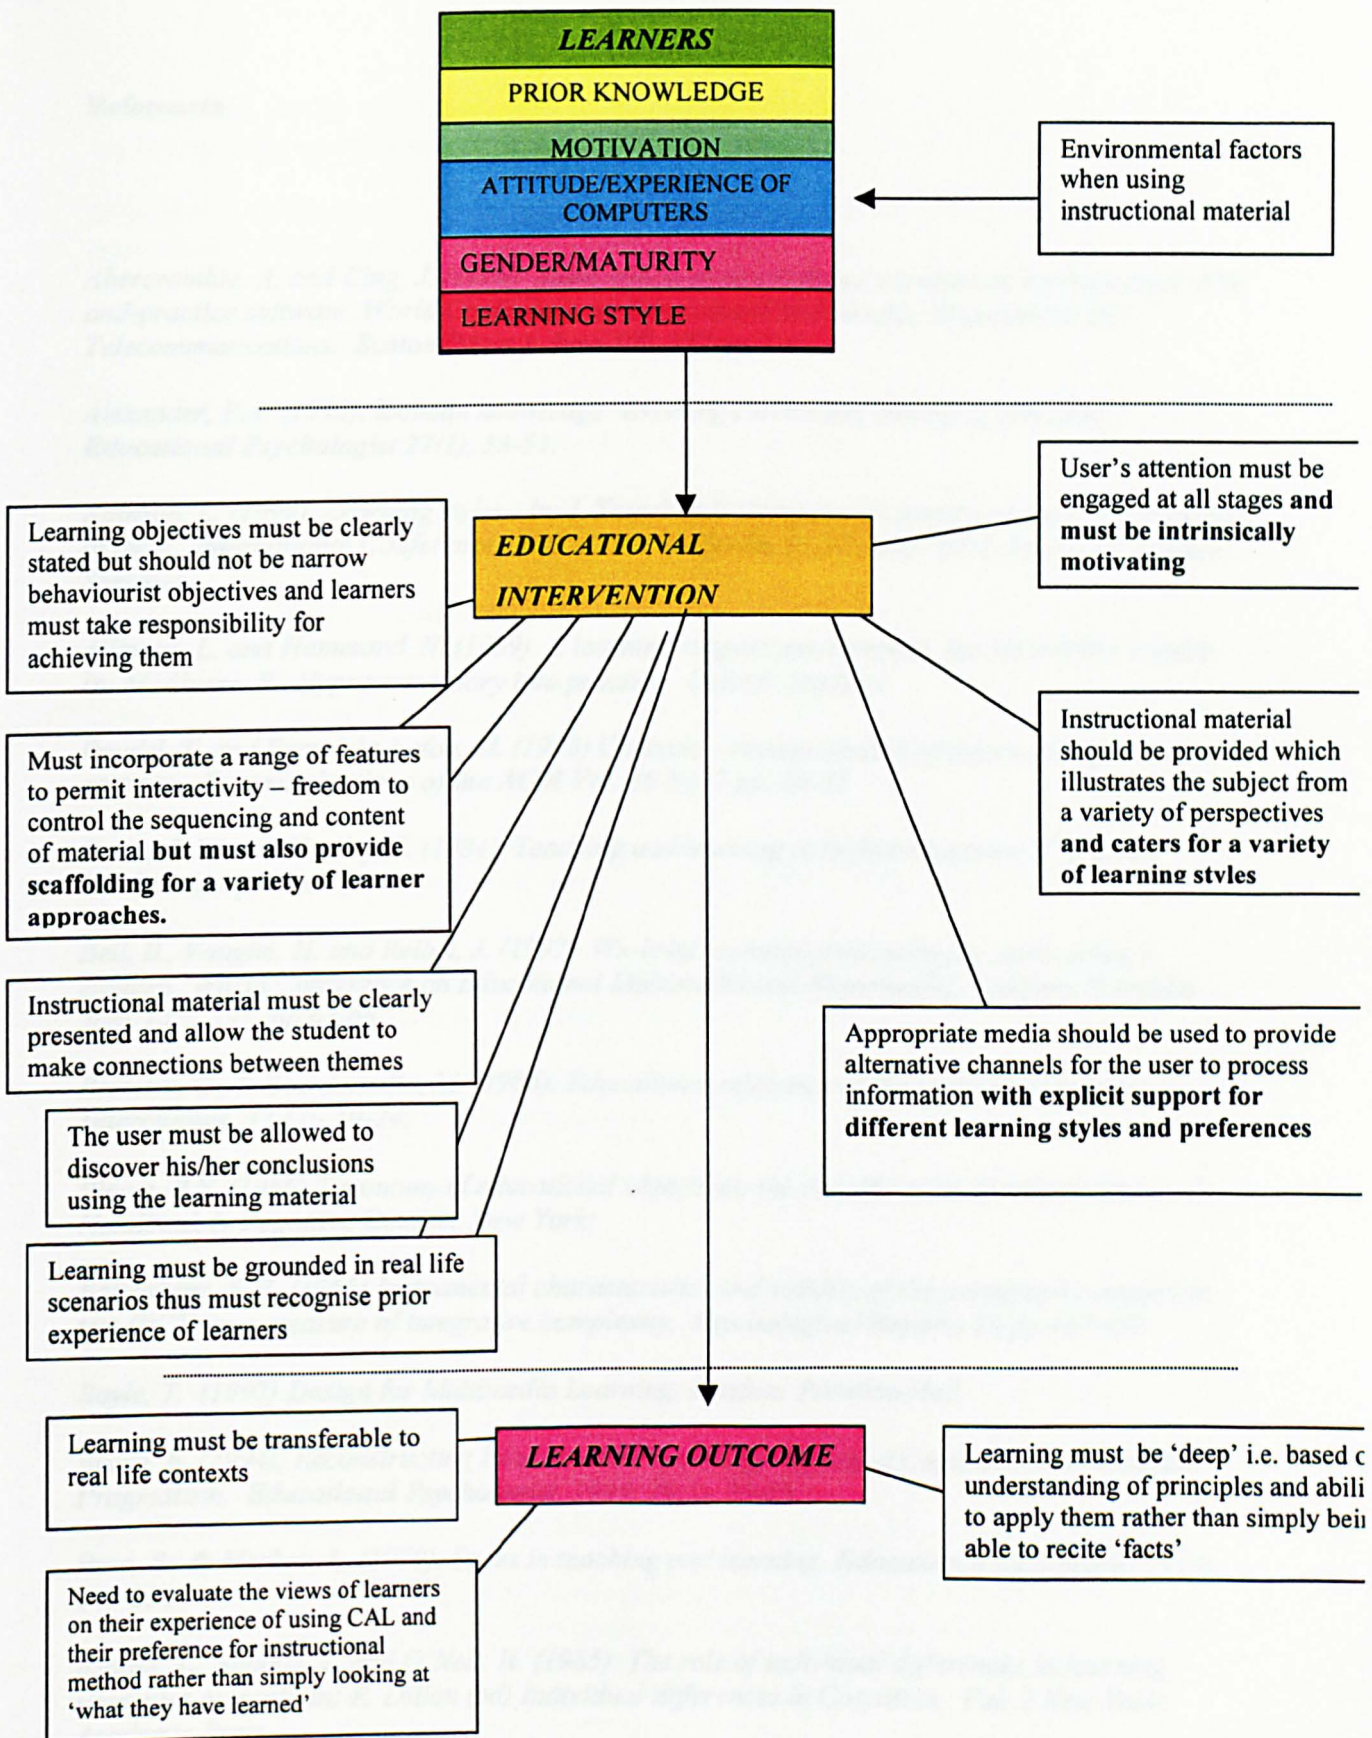 LEARNERS
PRIOR KNOWLEDGE
MOTIVATION
ATTITUDE/EXPERIENCE OF
COMPUTERS
GENDER/MATURITY
LEARNING STYLE
Environmental factors
when using
instructional material
EDUCATIONAL
INTERVENTION
User's attention must be
engaged at all stages and
must be intrinsically
motivating
Learning objectives must be clearly
stated but should not be narrow
behaviourist objectives and learners
must take responsibility for
achieving them
Instructional material
should be provided which
illustrates the subject from
a variety of perspectives
and caters for a variety
of learning styles
Must incorporate a range of features
to permit interactivity – freedom to
control the sequencing and content
of material but must also provide
scaffolding for a variety of learner
approaches.
Instructional material must be clearly
presented and allow the student to
make connections between themes
Appropriate media should be used to provide
alternative channels for the user to process
information with explicit support for
different learning styles and preferences
The user must be allowed to
discover his/her conclusions
using the learning material
Learning must be grounded in real life
scenarios thus must recognise prior
experience of learners
LEARNING OUTCOME
Learning must be transferable to
real life contexts
Learning must be 'deep' i.e. based
understanding of principles and
to apply them rather than simply
able to recite 'facts'
Need to evaluate the views of learners
on their experience of using CAL and
their preference for instructional
method rather than simply looking at
'what they have learned'